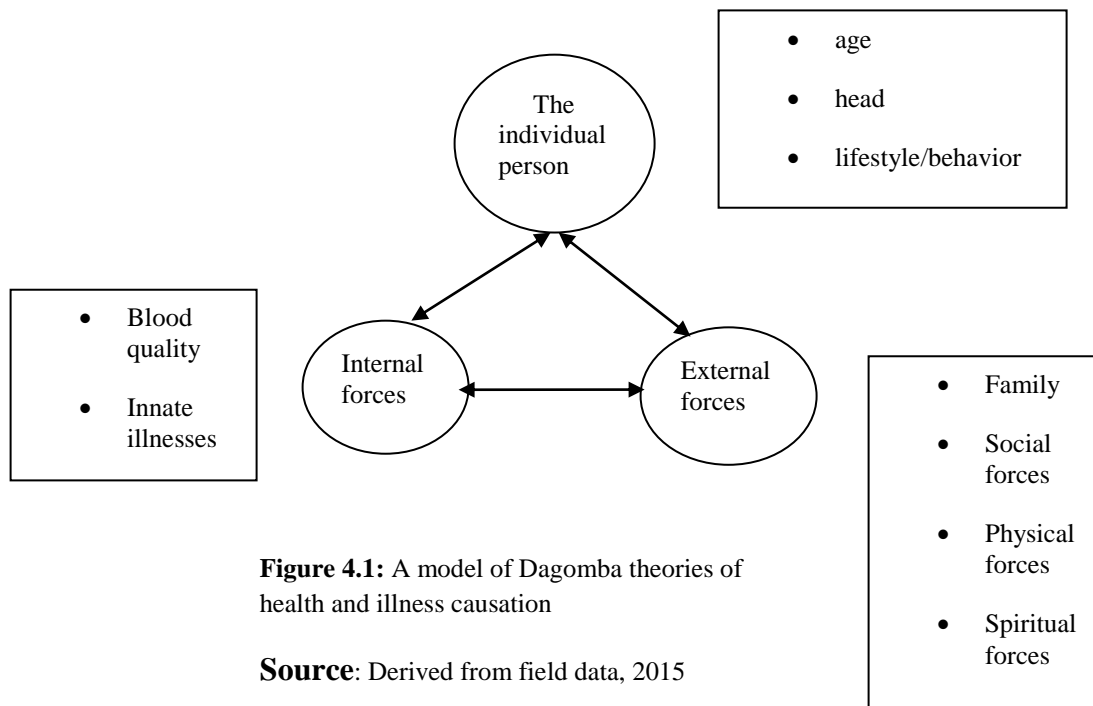 The
individual
person
• age
• head
• lifestyle/behavior
• Blood
quality
• Innate
illnesses
Internal
forces
External
forces
• Family
• Social
forces
• Physical
forces
• Spiritual
forces
Figure 4.1: A model of Dagomba theories of
health and illness causation
Source: Derived from field data, 2015